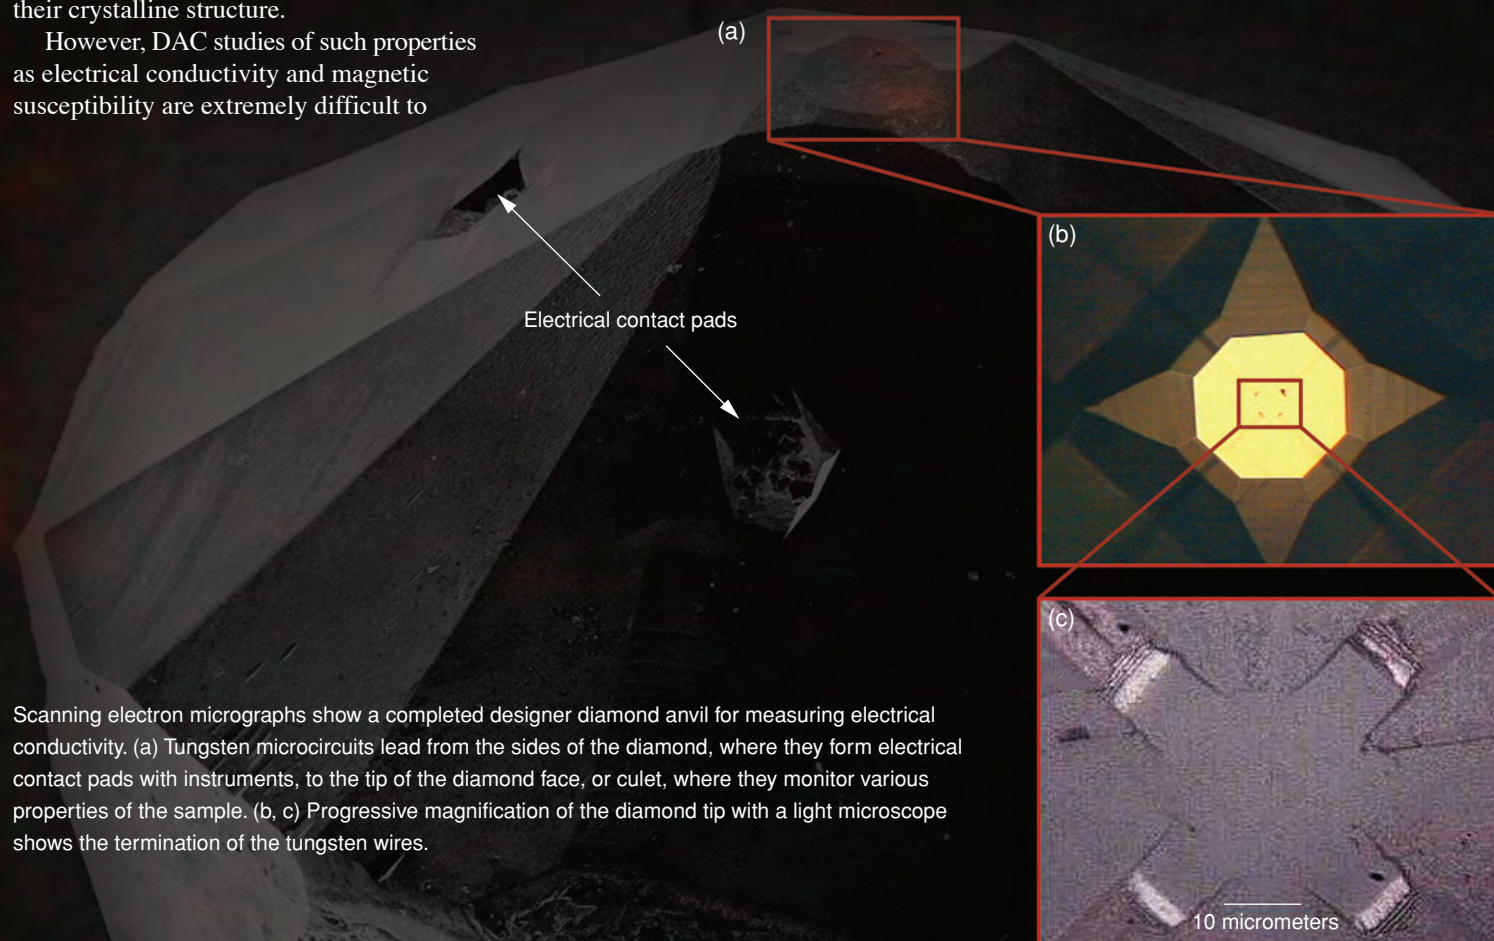 their crystalline structure.
However, DAC studies of such properties
as electrical conductivity and magnetic
susceptibility are extremely difficult to
(a)
Electrical contact pads
(b)
(c)
10 micrometers
Scanning electron micrographs show a completed designer diamond anvil for measuring electrical
conductivity. (a) Tungsten microcircuits lead from the sides of the diamond, where they form electrical
contact pads with instruments, to the tip of the diamond face, or culet, where they monitor various
properties of the sample. (b, c) Progressive magnification of the diamond tip with a light microscope
shows the termination of the tungsten wires.